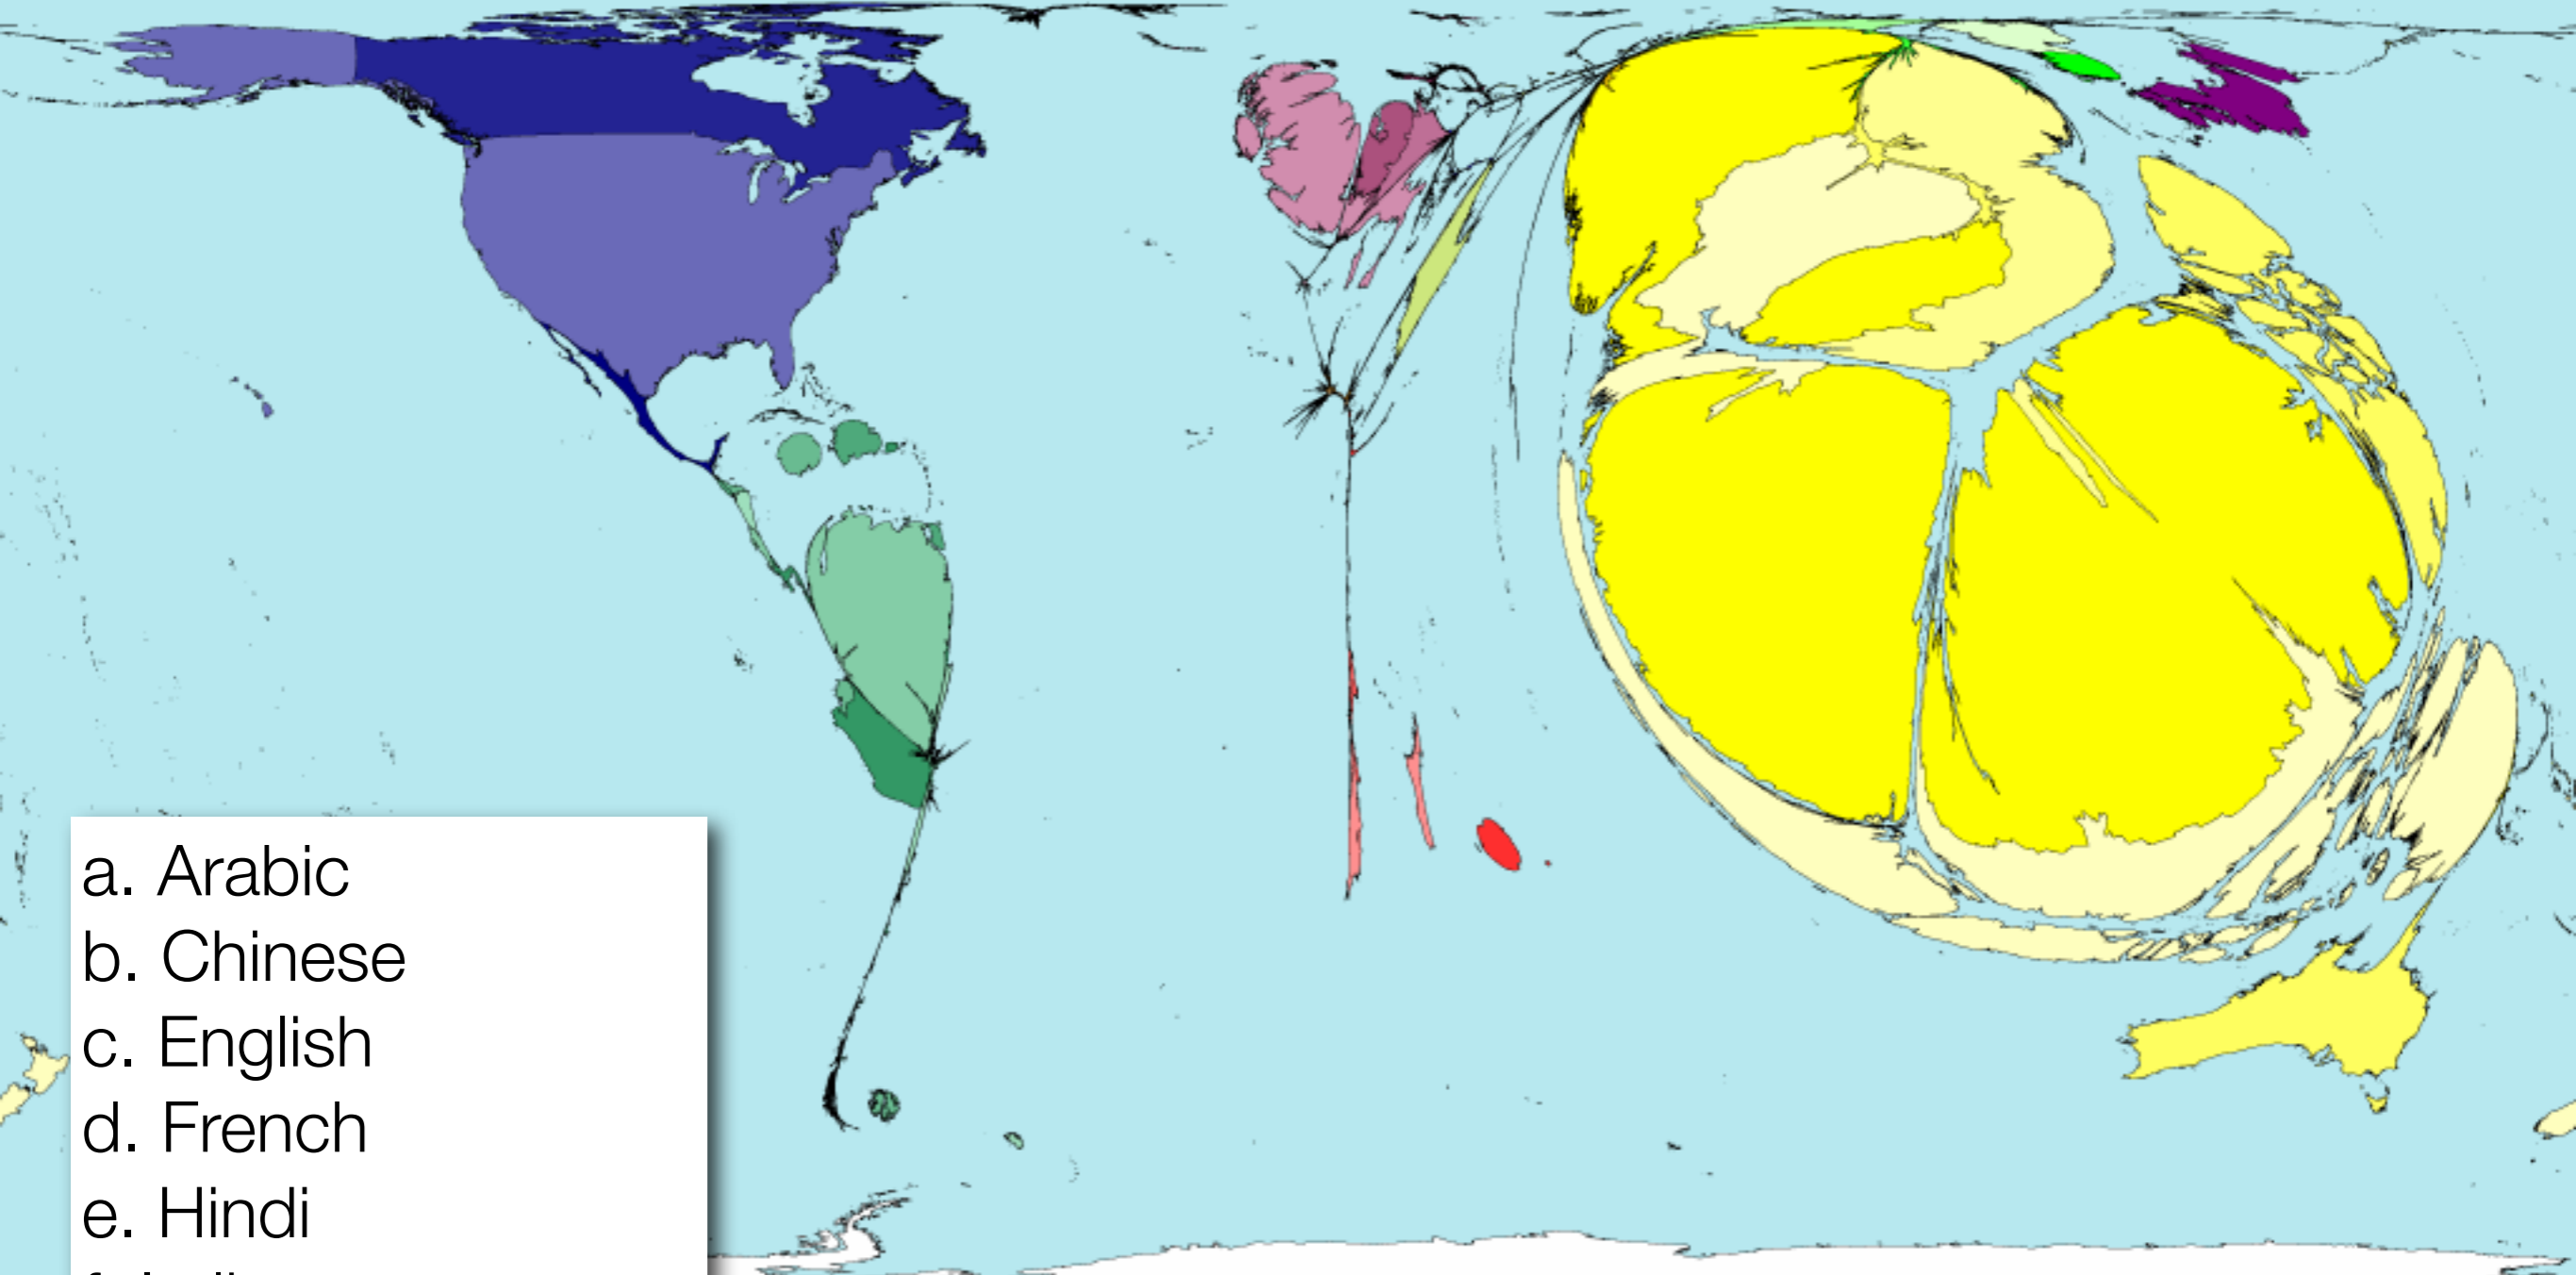 a. Arabic
b. Chinese
c. English
d. French
e. Hindi